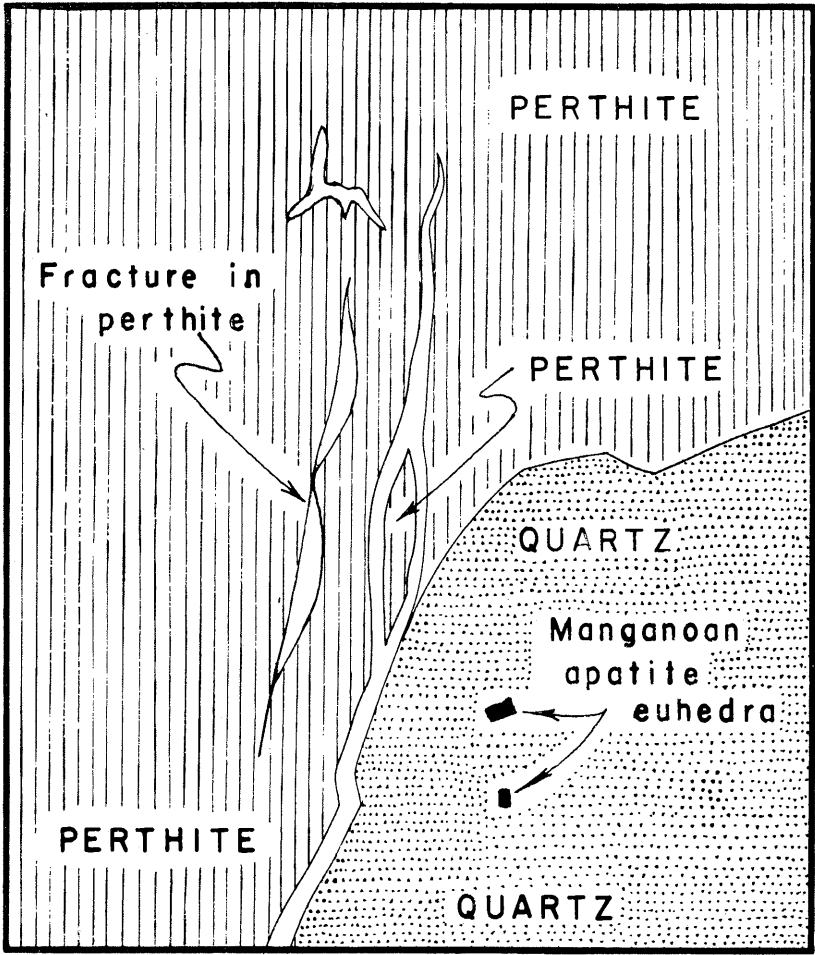 PERTHITE
Fracture in
perthite
PERTHITE
QUARTZ
Manganoan
apatite
euhedra
PERTHITE
QUARTZ